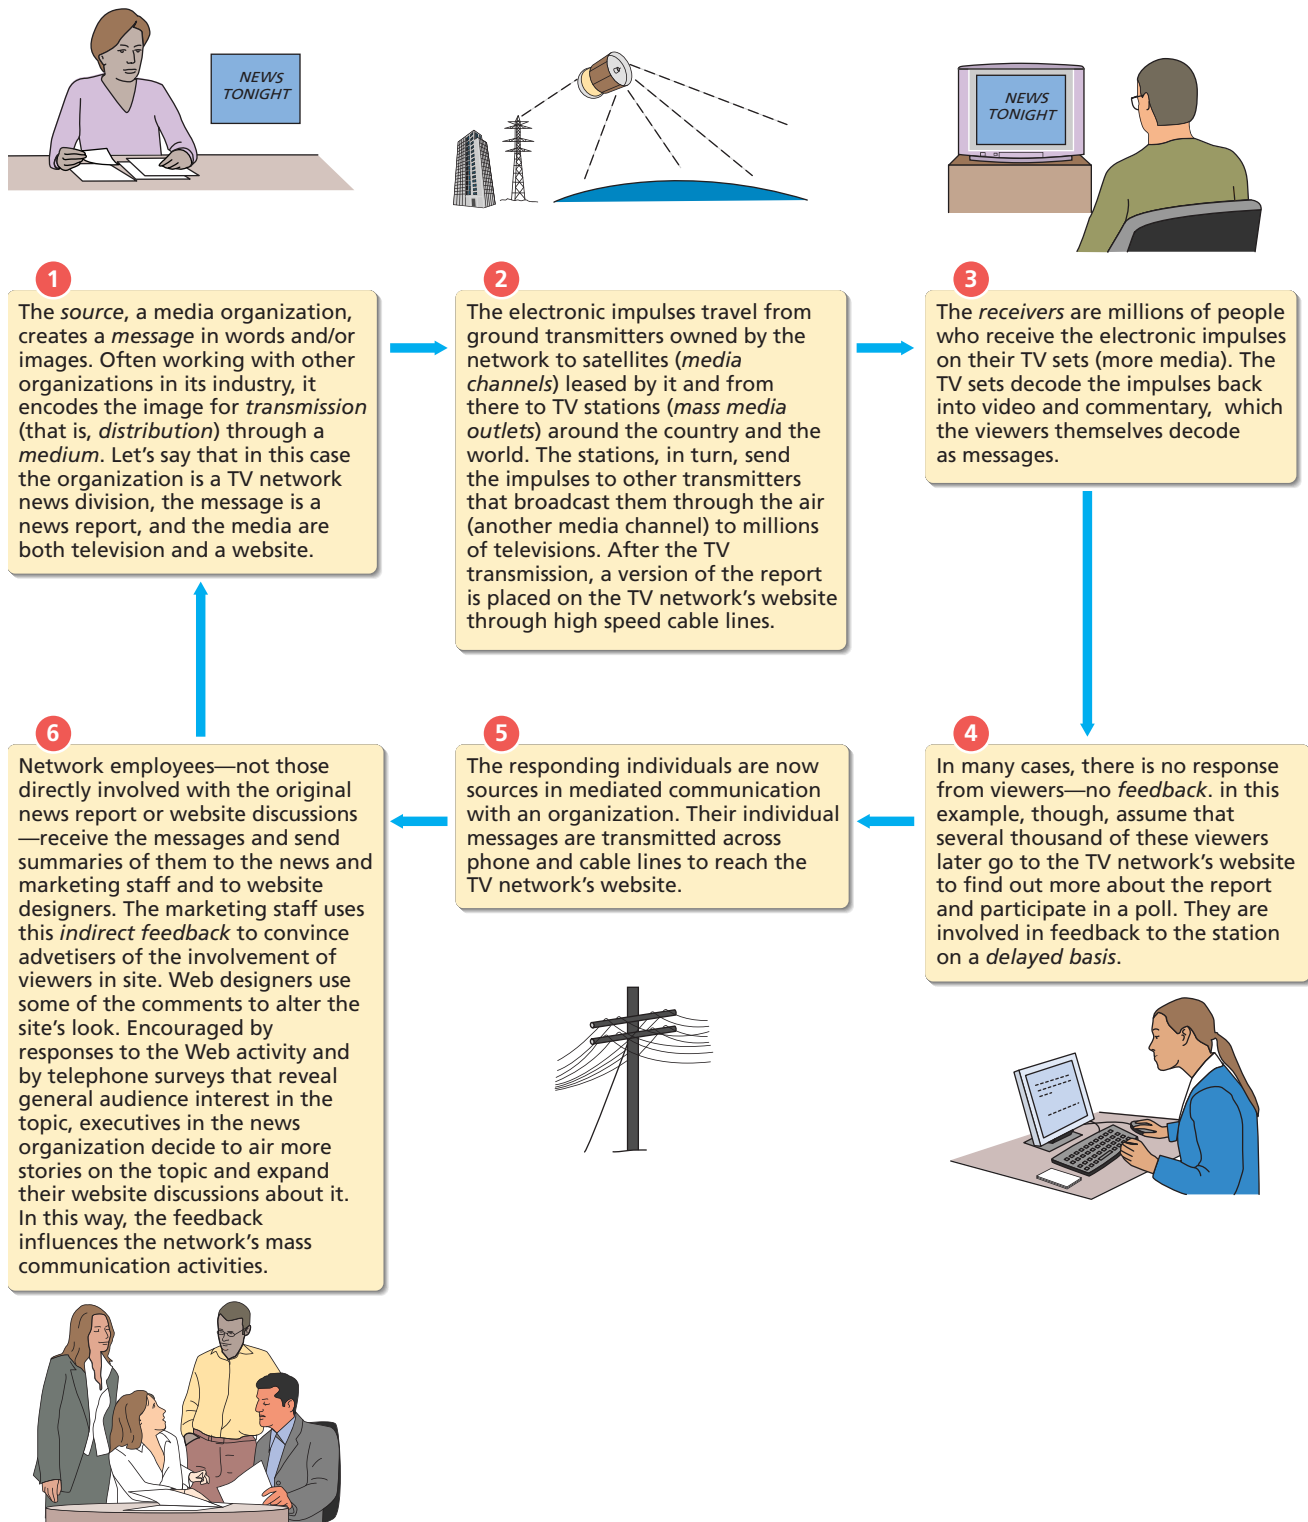 NEWS
TONIGHT
NEWS
TONIGHT
1
The source, a media organization,
creates a message in words and/or
images. Often working with other
organizations in its industry, it
encodes the image for transmission
(that is, distribution) through a
medium. Let’s say that in this case
the organization is a TV network
news division, the message is a
news report, and the media are
both television and a website.
2
The electronic impulses travel from
ground transmitters owned by the
network to satellites (media
channels) leased by it and from
there to TV stations (mass media
outlets) around the country and the
world. The stations, in turn, send
the impulses to other transmitters
that broadcast them through the air
(another media channel) to millions
of televisions. After the TV
transmission, a version of the report
is placed on the TV network’s website
through high speed cable lines.
3
The receivers are millions of people
who receive the electronic impulses
on their TV sets (more media). The
TV sets decode the impulses back
into video and commentary, which
the viewers themselves decode
as messages.
4
In many cases, there is no response
from viewers—no feedback. in this
example, though, assume that
several thousand of these viewers
later go to the TV network’s website
to find out more about the report
and participate in a poll. They are
involved in feedback to the station
on a delayed basis.
5
The responding individuals are now
sources in mediated communication
with an organization. Their individual
messages are transmitted across
phone and cable lines to reach the
TV network’s website.
6
Network employees—not those
directly involved with the original
news report or website discussions
—receive the messages and send
summaries of them to the news and
marketing staff and to website
designers. The marketing staff uses
this indirect feedback to convince
advetisers of the involvement of
viewers in site. Web designers use
some of the comments to alter the
site’s look. Encouraged by
responses to the Web activity and
by telephone surveys that reveal
general audience interest in the
topic, executives in the news
organization decide to air more
stories on the topic and expand
their website discussions about it.
In this way, the feedback
influences the network’s mass
communication activities.